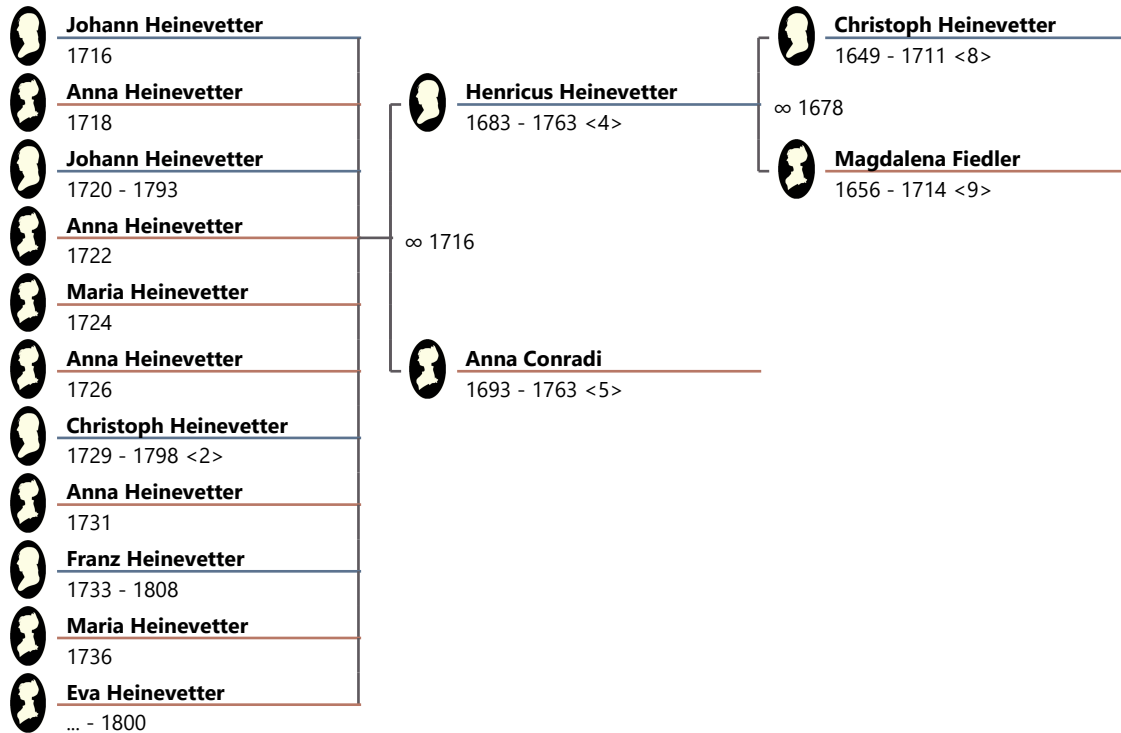 Johann Heinevetter
1716
Anna Heinevetter
1718
Johann Heinevetter
1720 - 1793
Anna Heinevetter
1722
Maria Heinevetter
1724
Anna Heinevetter
1726
Christoph Heinevetter
1729 - 1798 <2>
Anna Heinevetter
1731
Franz Heinevetter
1733 - 1808
Maria Heinevetter
1736
Eva Heinevetter
... - 1800
Henricus Heinevetter
1683 - 1763 <4>
∞ 1716
Anna Conradi
1693 - 1763 <5>
Christoph Heinevetter
1649 - 1711 <8>
∞ 1678
Magdalena Fiedler
1656 - 1714 <9>